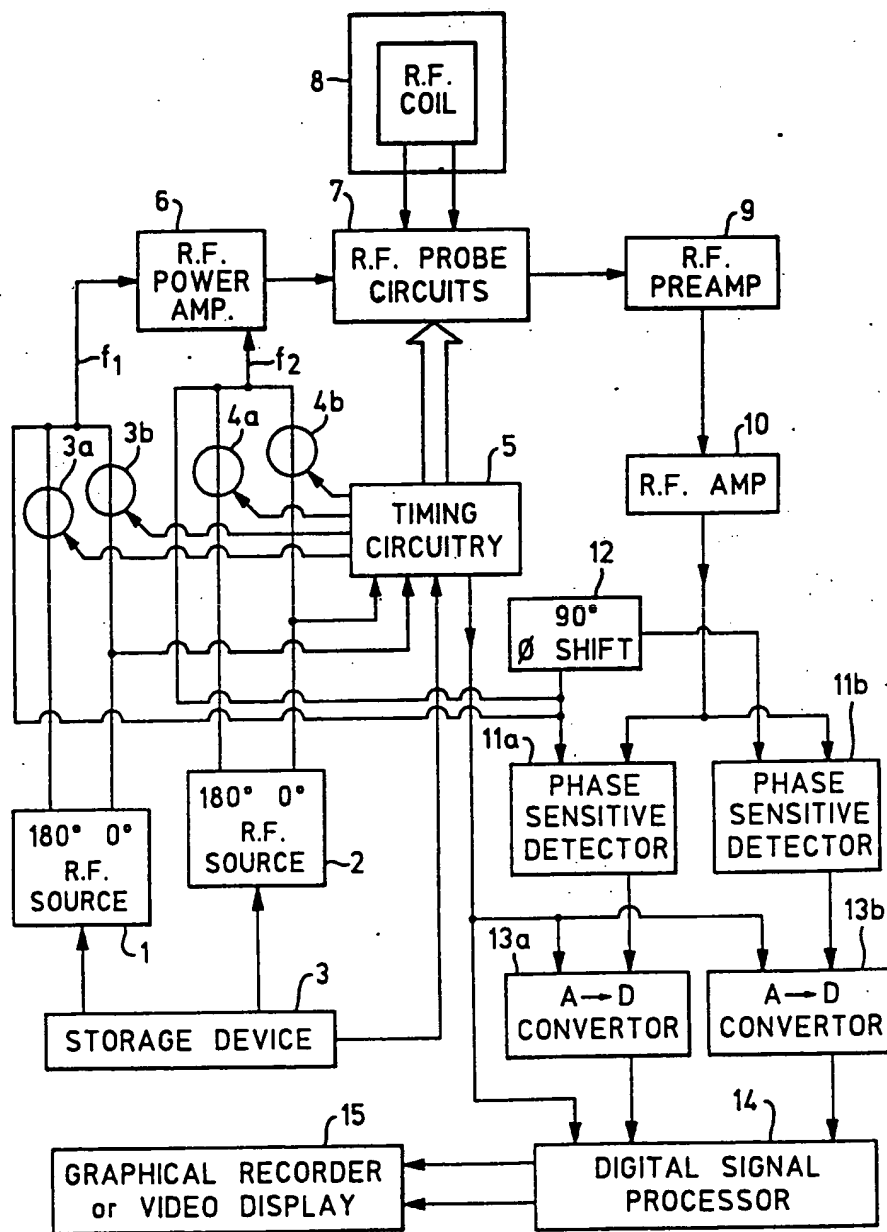 8
R.F.
COIL
6
R.F.
POWER
AMP.
7
R.F. PROBE
CIRCUITS
9
R.F.
PREAMP
f1
f2
3a
3b
4a
4b
5
TIMING
CIRCUITRY
10
R.F. AMP
12
90°
Ø SHIFT
11a
PHASE
SENSITIVE
DETECTOR
11b
PHASE
SENSITIVE
DETECTOR
180° 0°
R.F.
SOURCE
1
180° 0°
R.F.
SOURCE
2
3
STORAGE DEVICE
13a
A→D
CONVERTOR
13b
A→D
CONVERTOR
14
DIGITAL SIGNAL
PROCESSOR
15
GRAPHICAL RECORDER
or VIDEO DISPLAY